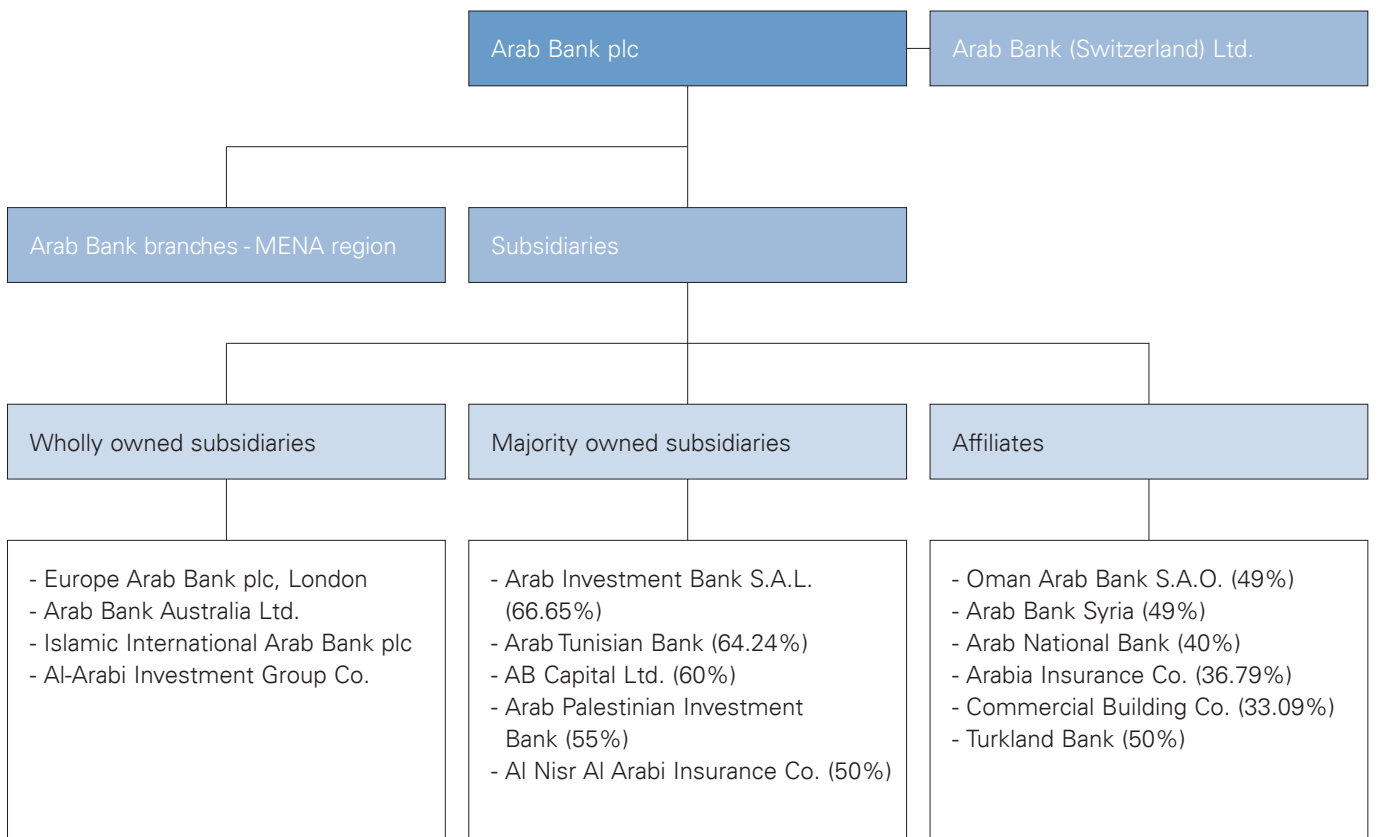 Arab Bank plc
Arab Bank (Switzerland) Ltd.
Arab Bank branches - MENA region
Subsidiaries
Wholly owned subsidiaries
Majority owned subsidiaries
Affiliates
- Europe Arab Bank plc, London
- Arab Bank Australia Ltd.
- Islamic International Arab Bank plc
- Al-Arabi Investment Group Co.
- Arab Investment Bank S.A.L.
(66.65%)
- Arab Tunisian Bank (64.24%)
- AB Capital Ltd. (60%)
- Arab Palestinian Investment
Bank (55%)
- Al Nisr Al Arabi Insurance Co. (50%)
- Oman Arab Bank S.A.O. (49%)
- Arab Bank Syria (49%)
- Arab National Bank (40%)
- Arabia Insurance Co. (36.79%)
- Commercial Building Co. (33.09%)
- Turkland Bank (50%)